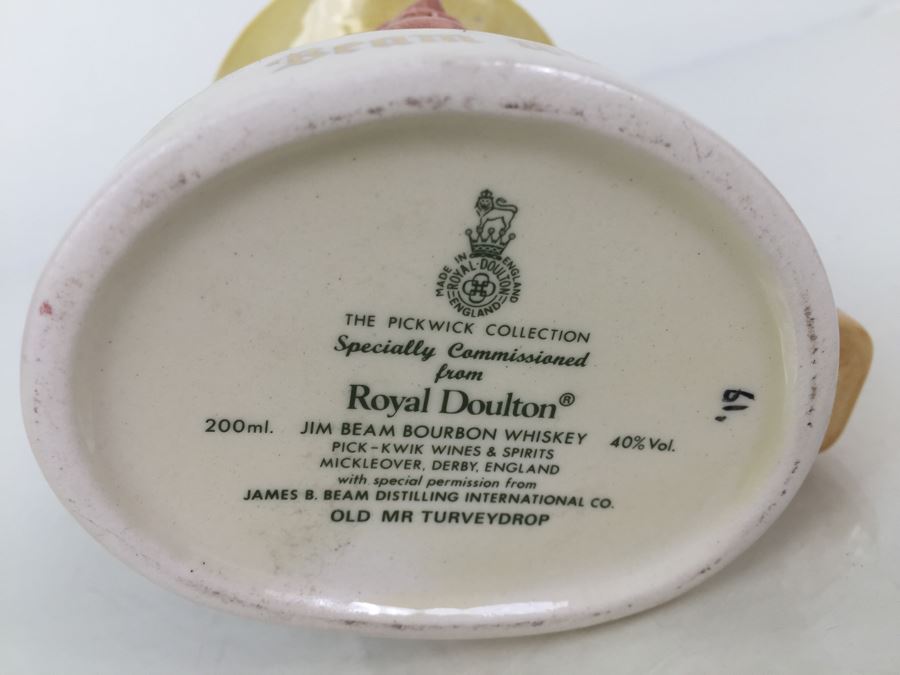 Beam
MADE IN ENGLAND
ROYAL·DOULTON
ENGLAND
THE PICKWICK COLLECTION
Specially Commissioned
from
Royal Doulton®
200ml. JIM BEAM BOURBON WHISKEY 40% Vol.
PICK-KWIK WINES & SPIRITS
MICKLEOVER, DERBY, ENGLAND
with special permission from
JAMES B. BEAM DISTILLING INTERNATIONAL CO.
OLD MR TURVEYDROP